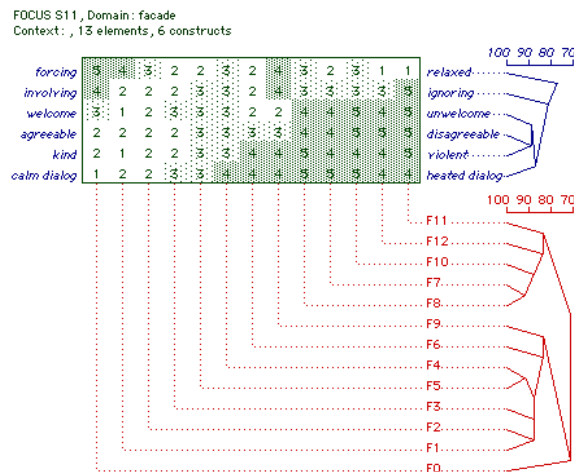 FOCUS S11, Domain: facade
Context: , 13 elements, 6 constructs
100 90 80 70
forcing 5 4 3 2 2 3 2 4 3 2 3 1 1 relaxed
involving 4 2 2 2 3 3 2 2 3 3 3 3 5 ignoring
welcome 3 1 2 3 3 3 2 2 4 4 5 4 5 unwelcome
agreeable 2 2 2 2 3 3 3 3 4 5 4 4 5 disagreeable
kind 2 1 2 2 3 3 4 4 4 4 4 4 5 violent
calm dialog 1 2 2 3 3 4 4 4 5 5 5 4 5 heated dialog
100 90 80 70
F11
F12
F10
F7
F8
F9
F6
F4
F5
F3
F2
F1
F0